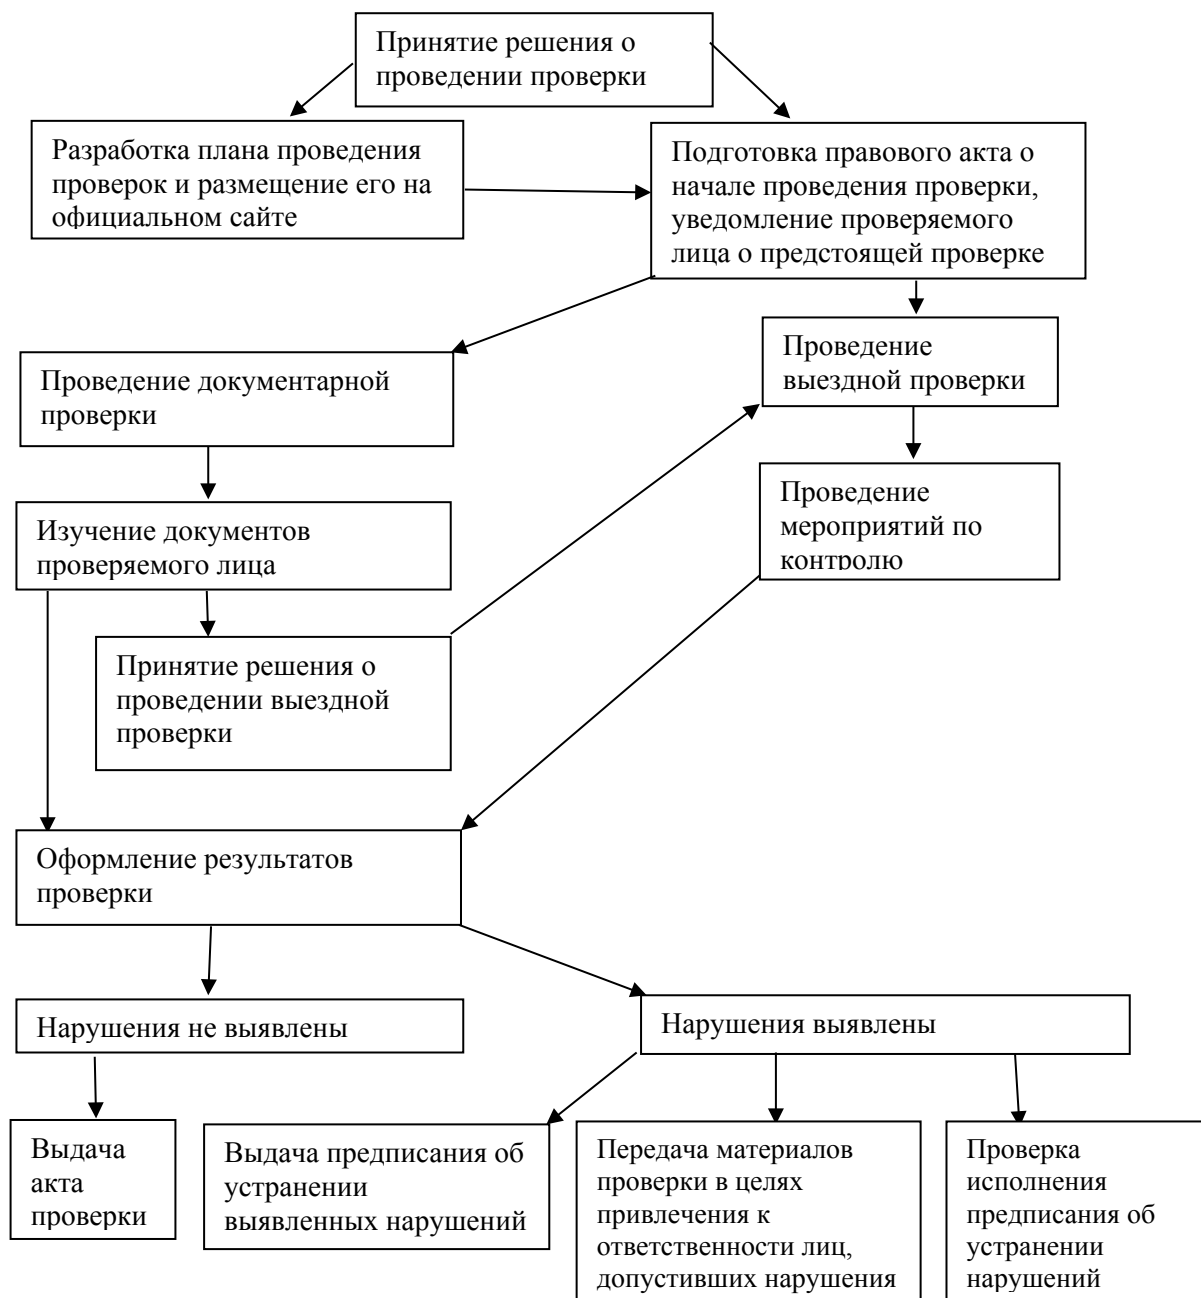 Принятие решения о
проведении проверки
Разработка плана проведения
проверок и размещение его на
официальном сайте
Подготовка правового акта о
начале проведения проверки,
уведомление проверяемого
лица о предстоящей проверке
Проведение документарной
проверки
Проведение
выездной проверки
Изучение документов
проверяемого лица
Проведение
мероприятий по
контролю
Принятие решения о
проведении выездной
проверки
Оформление результатов
проверки
Нарушения не выявлены
Нарушения выявлены
Выдача
акта
проверки
Выдача предписания об
устранении
выявленных нарушений
Передача материалов
проверки в целях
привлечения к
ответственности лиц,
допустивших нарушения
Проверка
исполнения
предписания об
устранении
нарушений